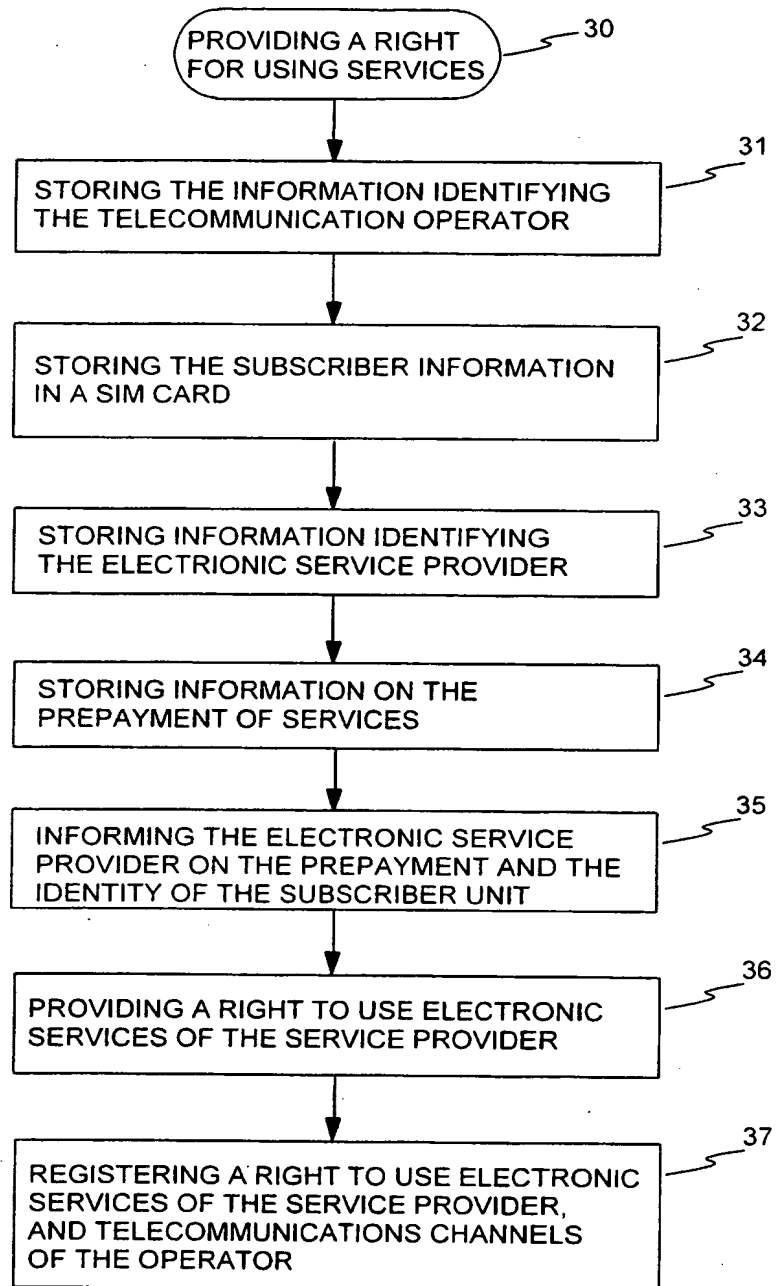 PROVIDING A RIGHT
FOR USING SERVICES
30
31
STORING THE INFORMATION IDENTIFYING
THE TELECOMMUNICATION OPERATOR
32
STORING THE SUBSCRIBER INFORMATION
IN A SIM CARD
33
STORING INFORMATION IDENTIFYING
THE ELECTRIONIC SERVICE PROVIDER
34
STORING INFORMATION ON THE
PREPAYMENT OF SERVICES
35
INFORMING THE ELECTRONIC SERVICE
PROVIDER ON THE PREPAYMENT AND THE
IDENTITY OF THE SUBSCRIBER UNIT
36
PROVIDING A RIGHT TO USE ELECTRONIC
SERVICES OF THE SERVICE PROVIDER
37
REGISTERING A RIGHT TO USE ELECTRONIC
SERVICES OF THE SERVICE PROVIDER,
AND TELECOMMUNICATIONS CHANNELS
OF THE OPERATOR